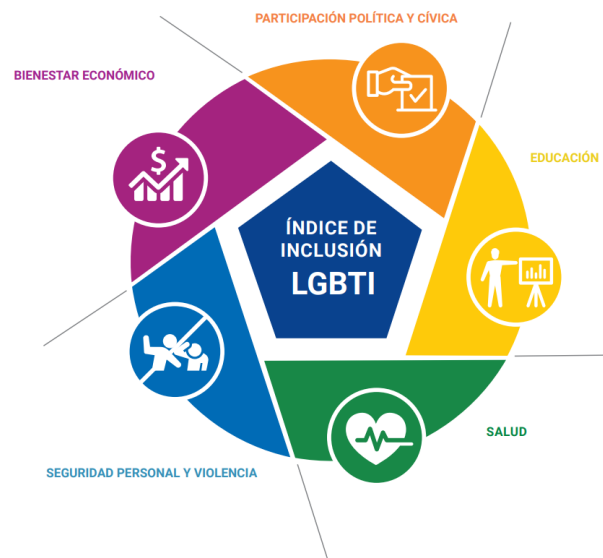 PARTICIPACIÓN POLÍTICA Y CÍVICA
BIENESTAR ECONÓMICO
$
EDUCACIÓN
ÍNDICE DE
INCLUSIÓN
LGBTI
SALUD
SEGURIDAD PERSONAL Y VIOLENCIA